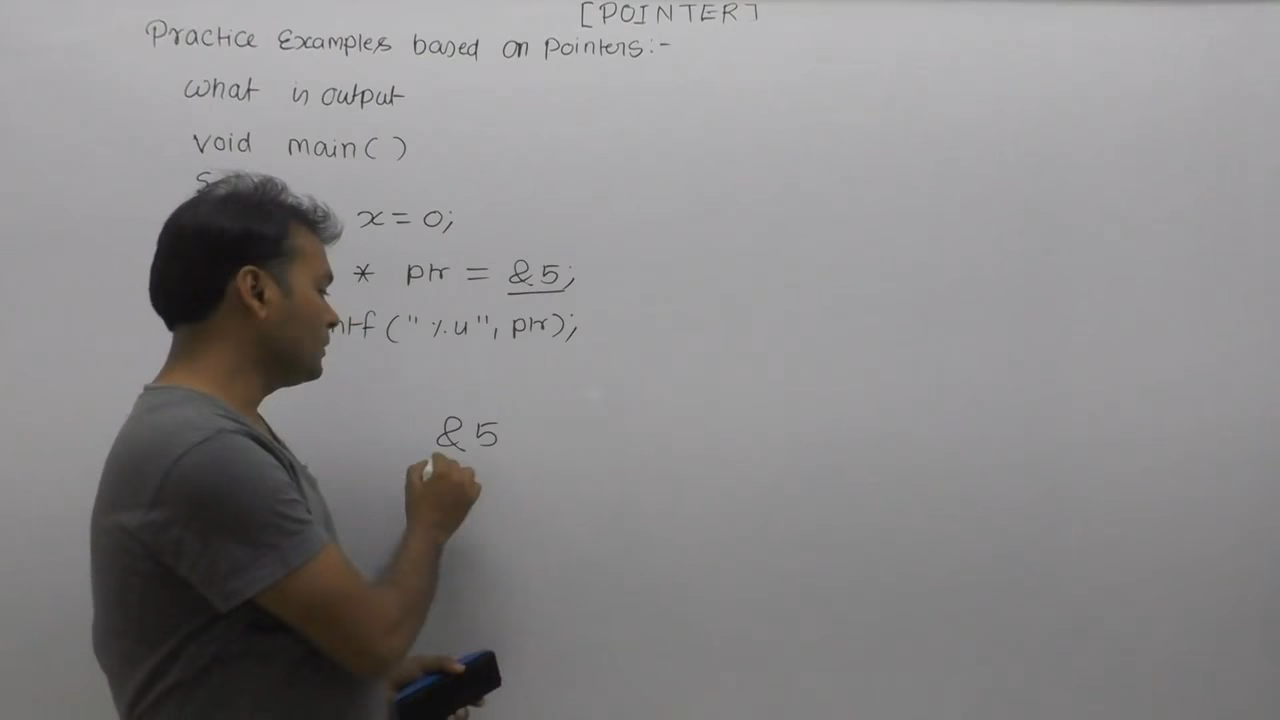 [POINTER]
Practice Examples based on pointers:-
what is output
void main( )
{
x = 0;
* ptr = &5;
ntf ( " %u", ptr);
&5